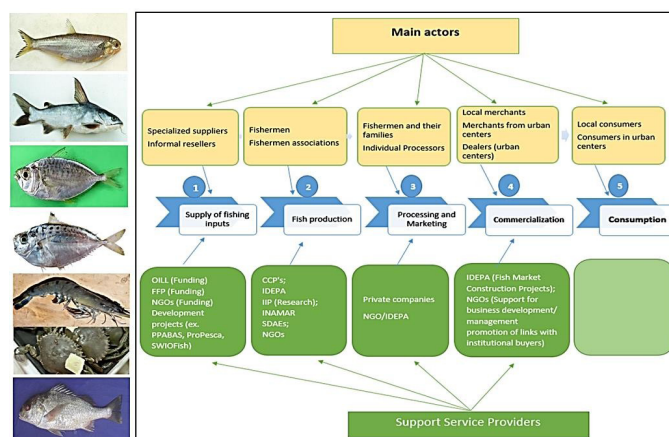 Main actors
Specialized suppliers
Informal resellers
Fishermen
Fishermen associations
Fishermen and their
families
Individual Processors
Local merchants
Merchants from urban
centers
Dealers (urban
centers)
Local consumers
Consumers in urban
centers
1
2
3
4
5
Supply of fishing
inputs
Fish production
Processing and
Marketing
Commercialization
Consumption
OILL (Funding)
FFP (Funding)
NGOs (Funding)
Development
projects (ex.
PPABAS, ProPesca,
SWIOFish)
CCP's;
IDEPA
IIP (Research);
INAMAR
SDAEs;
NGOs
Private companies
NGO/IDEPA
IDEPA (Fish Market
Construction Projects);
NGOs (Support for
business development/
management
promotion of links with
institutional buyers)
Support Service Providers